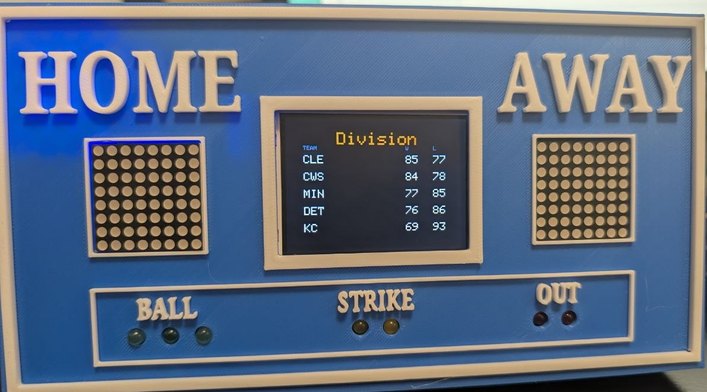 HOME AWAY
Division
TEAM W L
CLE 85 77
CWS 84 78
MIN 77 85
DET 76 86
KC 69 93
BALL STRIKE OUT